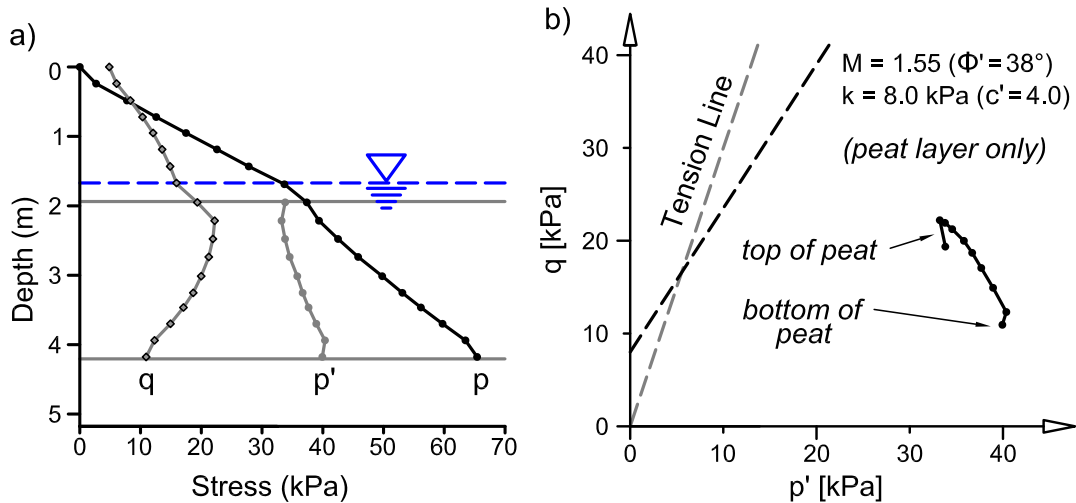 a)
0
1
2
3
4
5
Depth (m)
q
p'
p
0
10
20
30
40
50
60
70
Stress (kPa)
b)
40
30
20
10
0
q [kPa]
Tension Line
M = 1.55 (Φ' = 38°)
k = 8.0 kPa (c' = 4.0)
(peat layer only)
top of peat
bottom of
peat
0
10
20
30
40
p' [kPa]